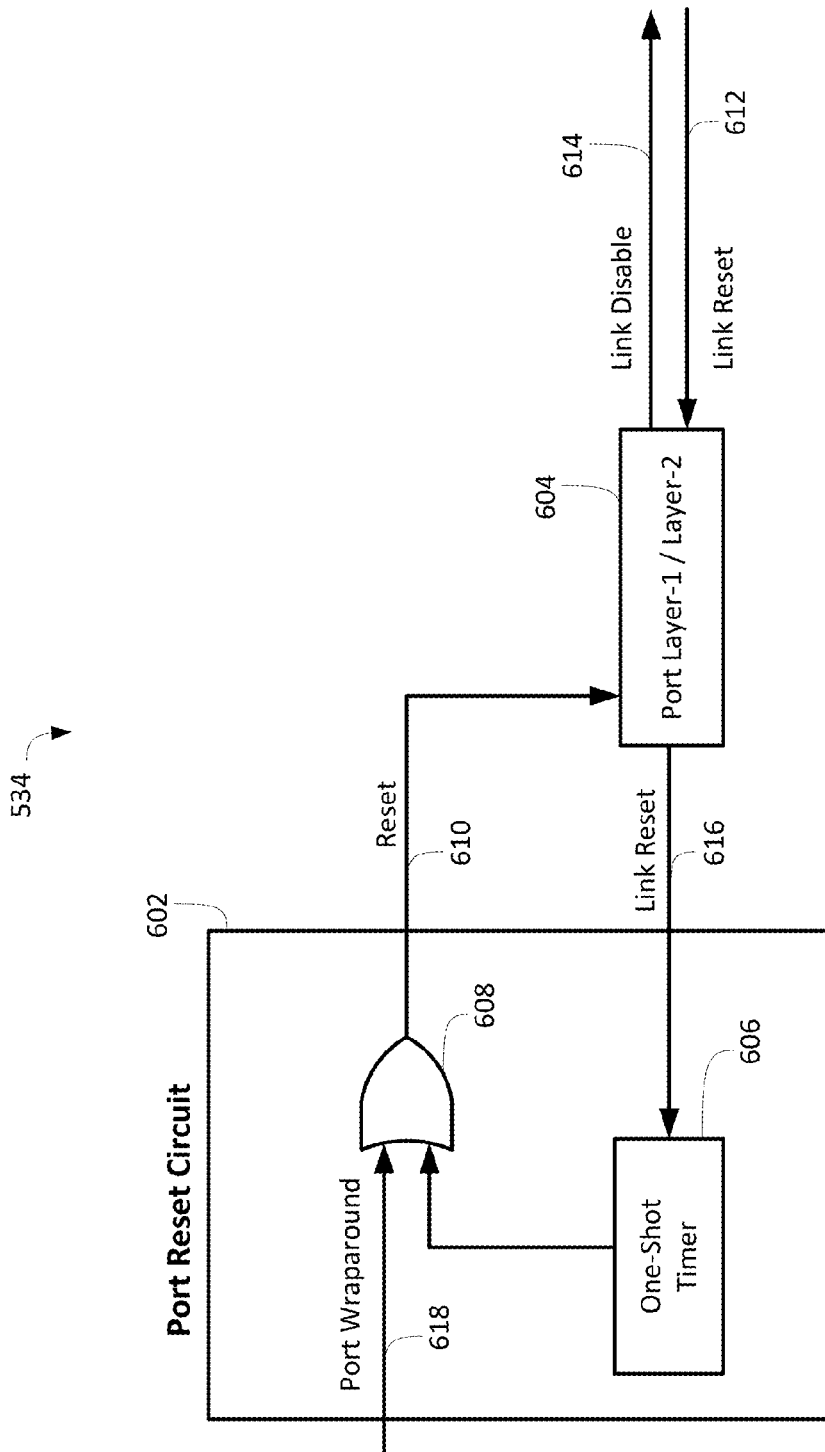 534
Port Reset Circuit
602
Port Wraparound
618
608
Reset
610
One-Shot
Timer
606
Link Reset
616
Port Layer-1 / Layer-2
604
Link Disable
614
Link Reset
612